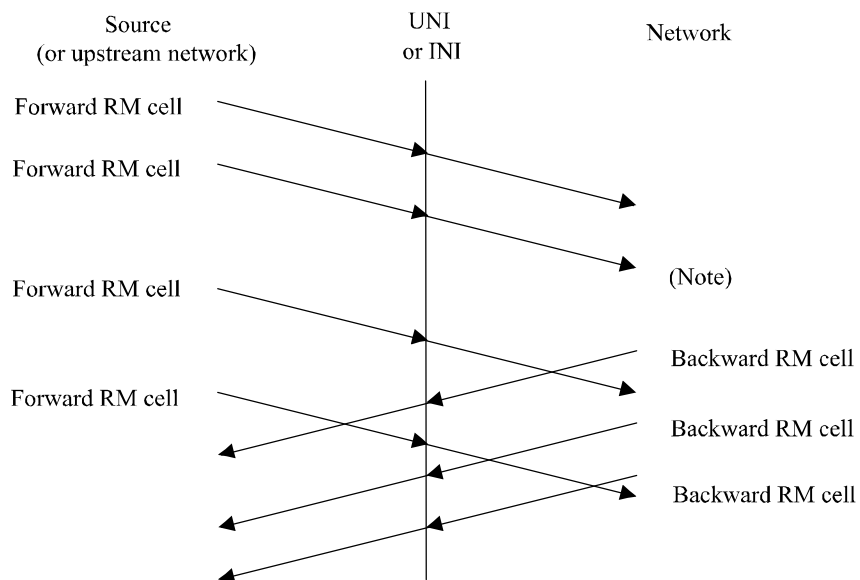 Source
(or upstream network)
UNI
or INI
Network
Forward RM cell
Forward RM cell
(Note)
Forward RM cell
Backward RM cell
Forward RM cell
Backward RM cell
Backward RM cell